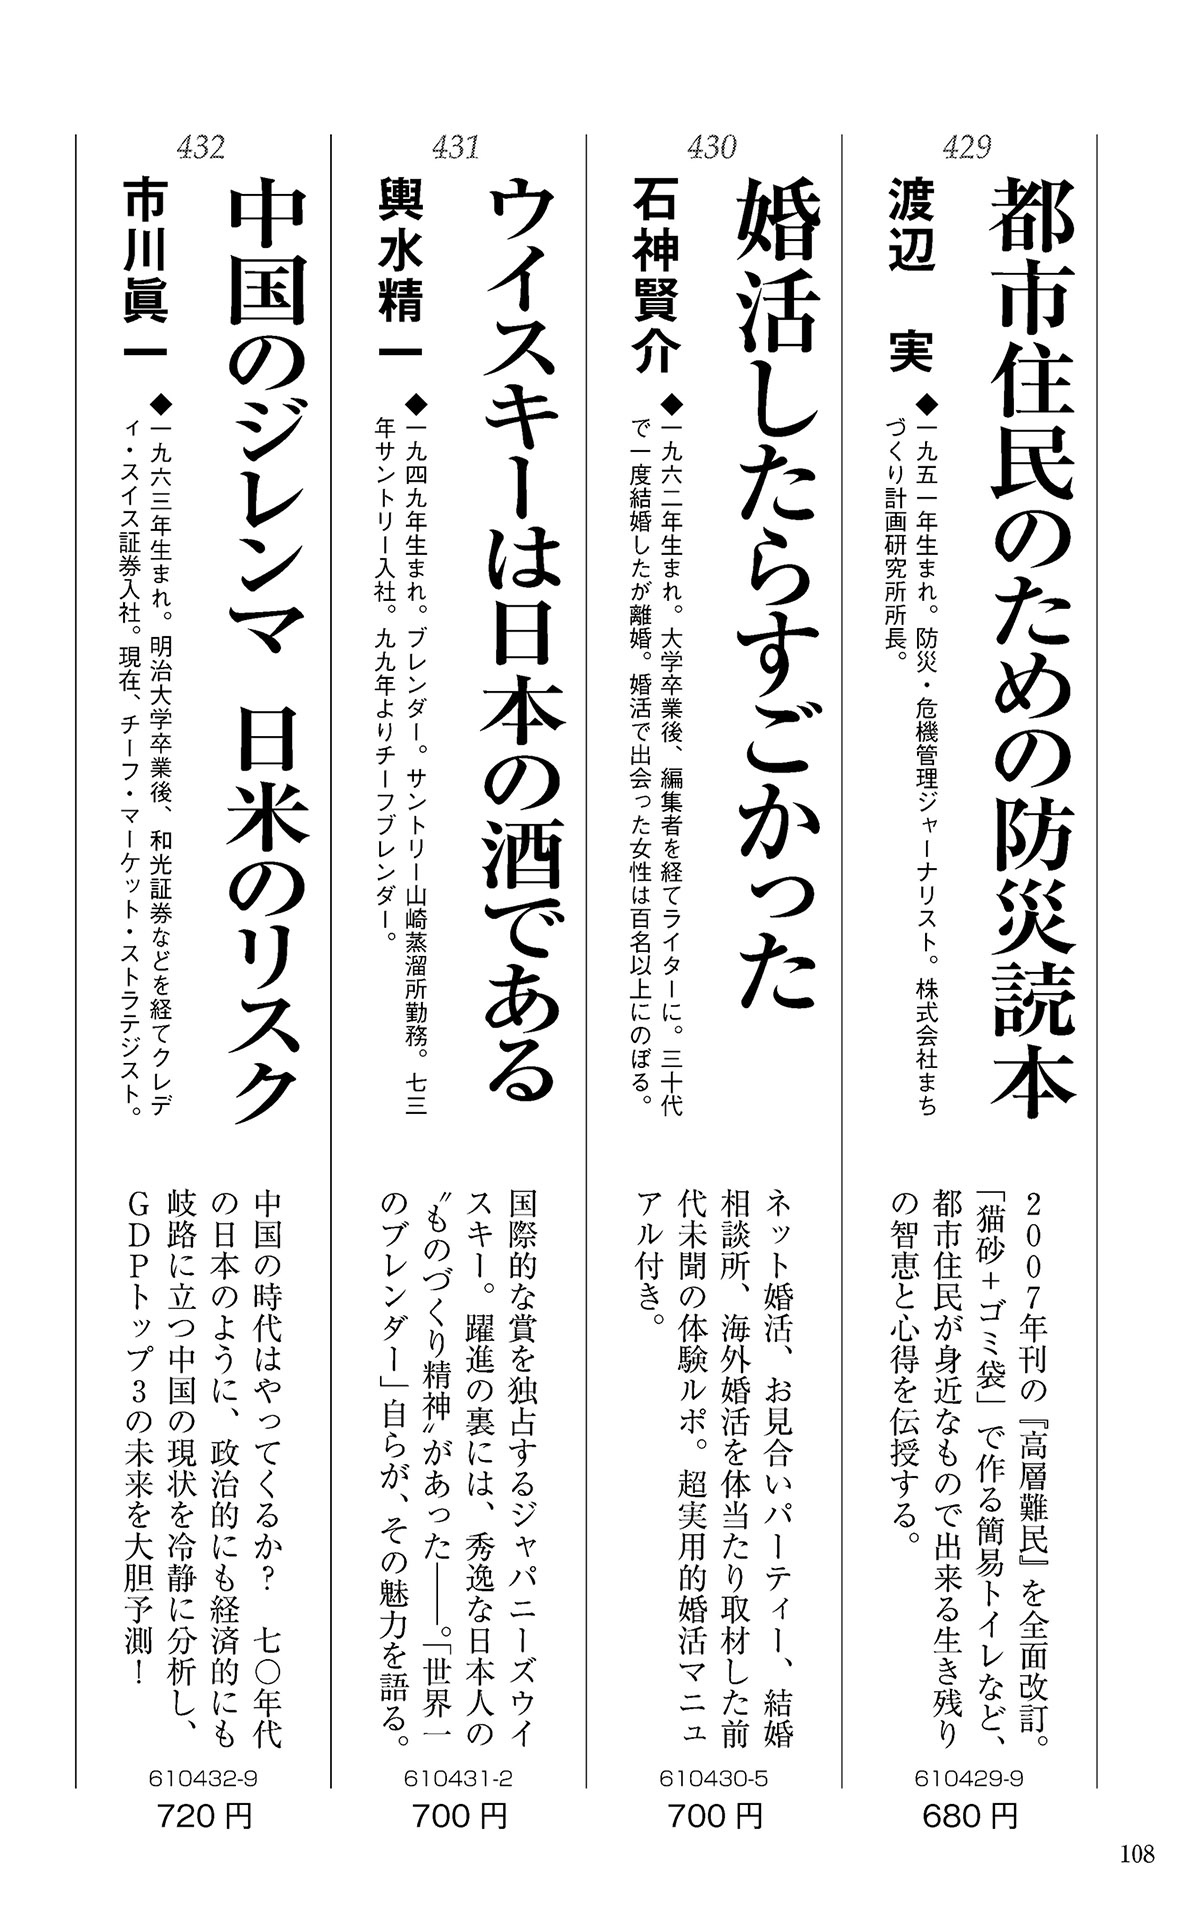 429
都市住民のための防災読本
渡辺　実
◆一九五一年生まれ。防災・危機管理ジャーナリスト。株式会社まち
づくり計画研究所所長。
2007年刊の『高層難民』を全面改訂。
「猫砂+ゴミ袋」で作る簡易トイレなど、
都市住民が身近なもので出来る生き残り
の智恵と心得を伝授する。
610429-9
680円
430
婚活したらすごかった
石神賢介
◆一九六二年生まれ。大学卒業後、編集者を経てライターに。三十代
で一度結婚したが離婚。婚活で出会った女性は百名以上にのぼる。
ネット婚活、お見合いパーティー、結婚
相談所、海外婚活を体当たり取材した前
代未聞の体験ルポ。超実用的婚活マニュ
アル付き。
610430-5
700円
431
ウイスキーは日本の酒である
輿水精一
◆一九四九年生まれ。ブレンダー。サントリー山崎蒸溜所勤務。七三
年サントリー入社。九九年よりチーフブレンダー。
国際的な賞を独占するジャパニーズウイ
スキー。躍進の裏には、秀逸な日本人の
〝ものづくり精神〟があった――。「世界一
のブレンダー」自らが、その魅力を語る。
610431-2
700円
432
中国のジレンマ　日米のリスク
市川眞一
◆一九六三年生まれ。明治大学卒業後、和光証券などを経てクレデ
ィ・スイス証券入社。現在、チーフ・マーケット・ストラテジスト。
中国の時代はやってくるか？　七〇年代
の日本のように、政治的にも経済的にも
岐路に立つ中国の現状を冷静に分析し、
GDPトップ3の未来を大胆予測！
610432-9
720円
108